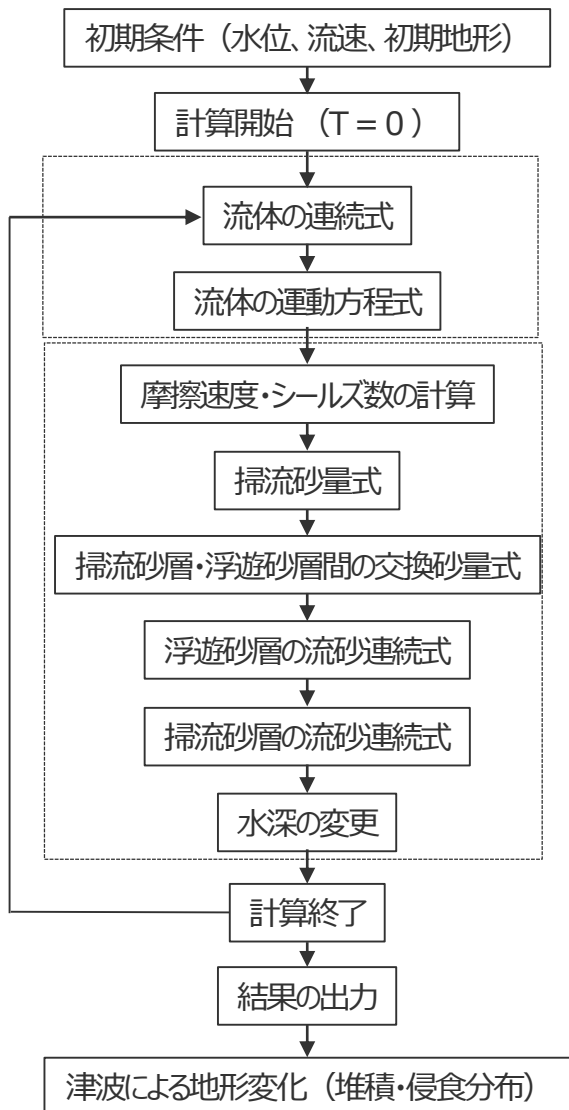 初期条件（水位、流速、初期地形）
計算開始　（Ｔ＝０）
流体の連続式
流体の運動方程式
摩擦速度・シールズ数の計算
掃流砂量式
掃流砂層・浮遊砂層間の交換砂量式
浮遊砂層の流砂連続式
掃流砂層の流砂連続式
水深の変更
計算終了
結果の出力
津波による地形変化（堆積・侵食分布）